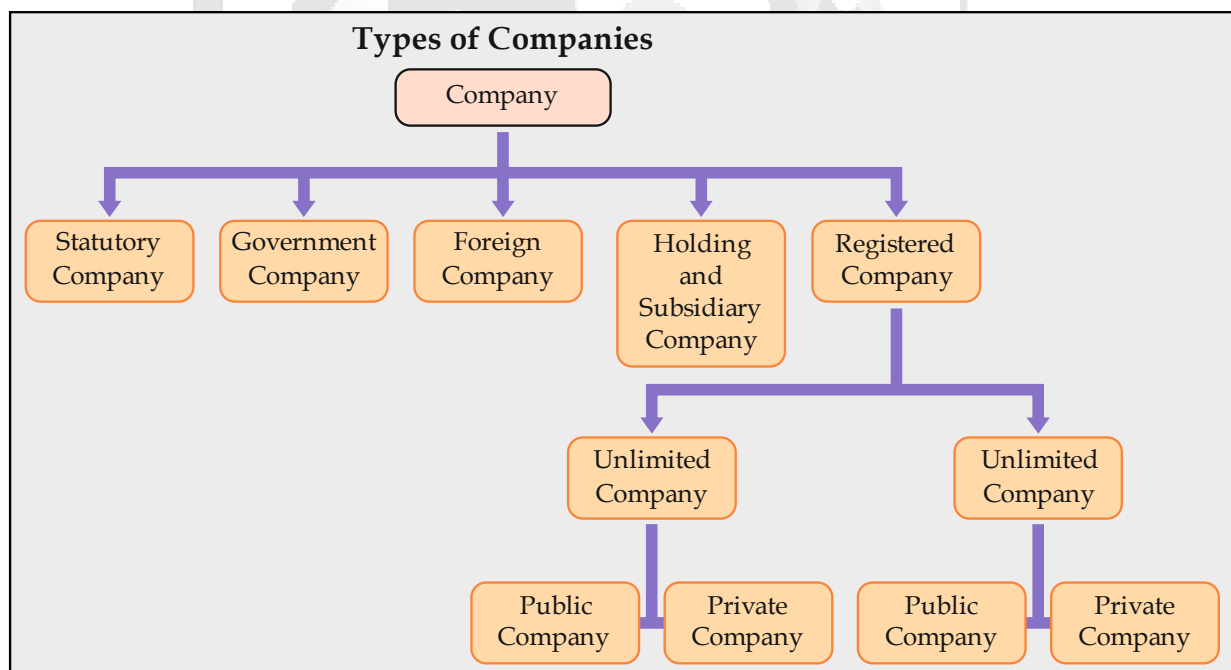 Types of Companies
Company
Statutory
Company
Government
Company
Foreign
Company
Holding
and
Subsidiary
Company
Registered
Company
Unlimited
Company
Unlimited
Company
Public
Company
Private
Company
Public
Company
Private
Company